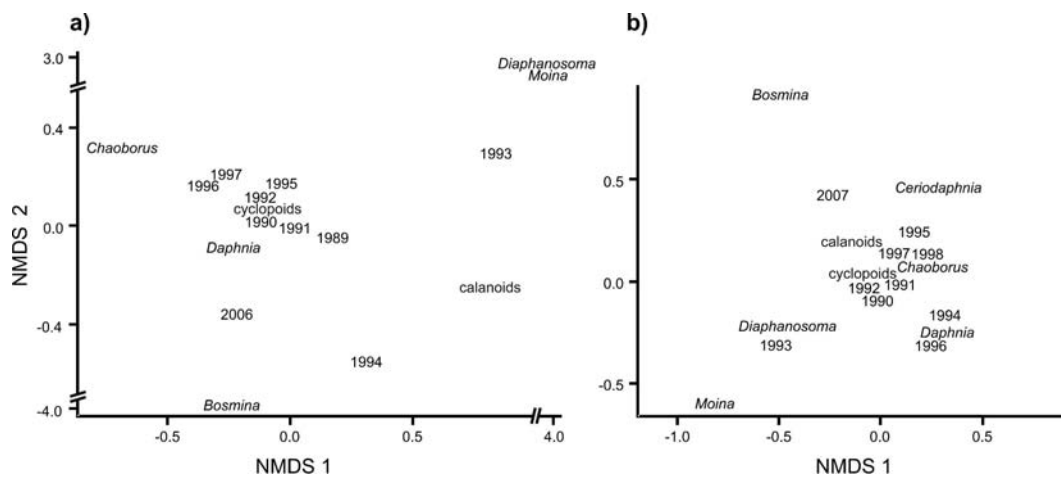 a)
3.0
Diaphanosoma
Moina
0.4
Chaoborus
1993
1997
1996
1995
1992
cyclopoids
0.0
1990
1991
1989
Daphnia
NMDS 2
calanoids
2006
-0.4
1994
-4.0
Bosmina
-0.5
0.0
0.5
4.0
NMDS 1
b)
Bosmina
0.5
2007
Ceriodaphnia
1995
calanoids
1997
1998
Chaoborus
cyclopoids
0.0
1992
1991
1990
1994
Diaphanosoma
Daphnia
1993
1996
-0.5
Moina
-1.0
-0.5
0.0
0.5
NMDS 1